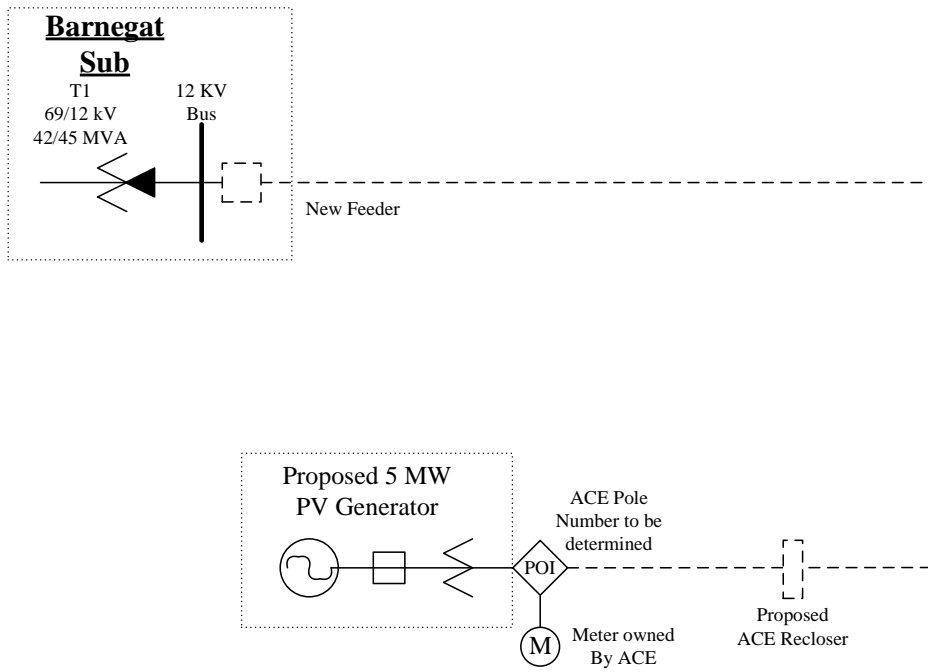 Barnegat
Sub
T1
69/12 kV
42/45 MVA
12 KV
Bus
New Feeder
Proposed 5 MW
PV Generator
ACE Pole
Number to be
determined
POI
M
Meter owned
By ACE
Proposed
ACE Recloser